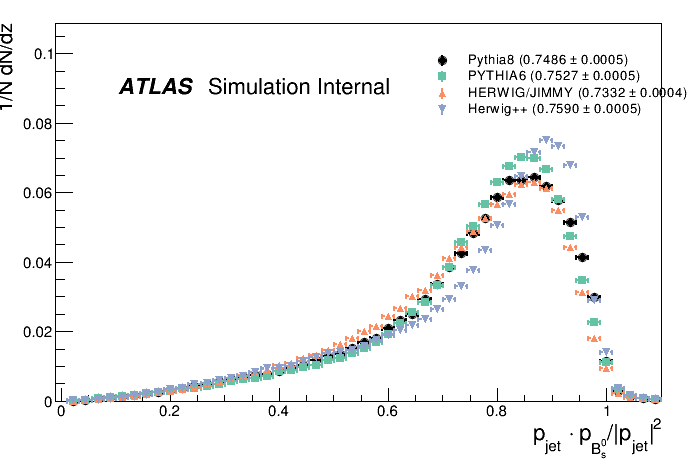 1/N dN/dz
0.1
0.08
0.06
0.04
0.02
0
ATLAS Simulation Internal
Pythia8 (0.7486 ± 0.0005)
PYTHIA6 (0.7527 ± 0.0005)
HERWIG/JIMMY (0.7332 ± 0.0004)
Herwig++ (0.7590 ± 0.0005)
0 0.2 0.4 0.6 0.8 1
p_jet · p_B_s^0/|p_jet|^2